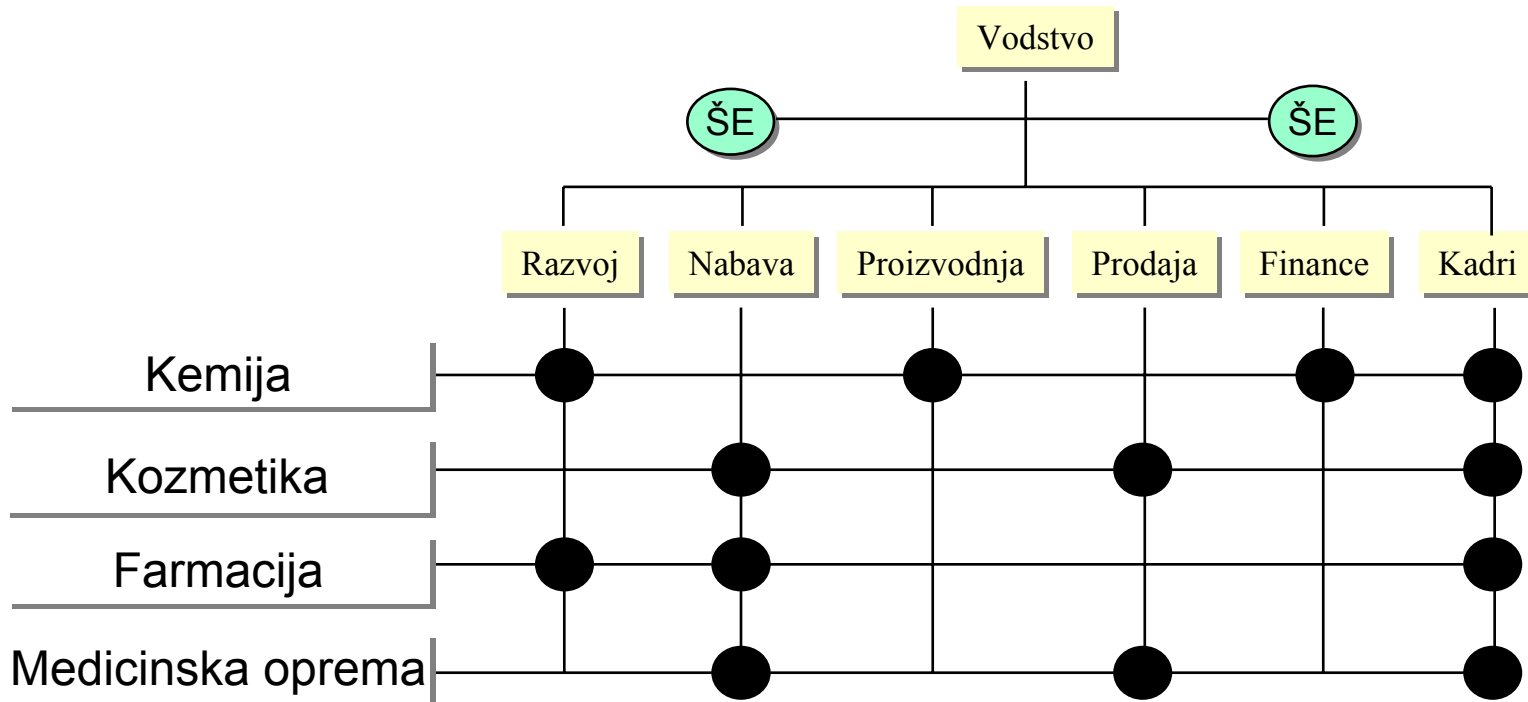 Vodstvo
ŠE ŠE
Razvoj Nabava Proizvodnja Prodaja Finance Kadri
Kemija
Kozmetika
Farmacija
Medicinska oprema